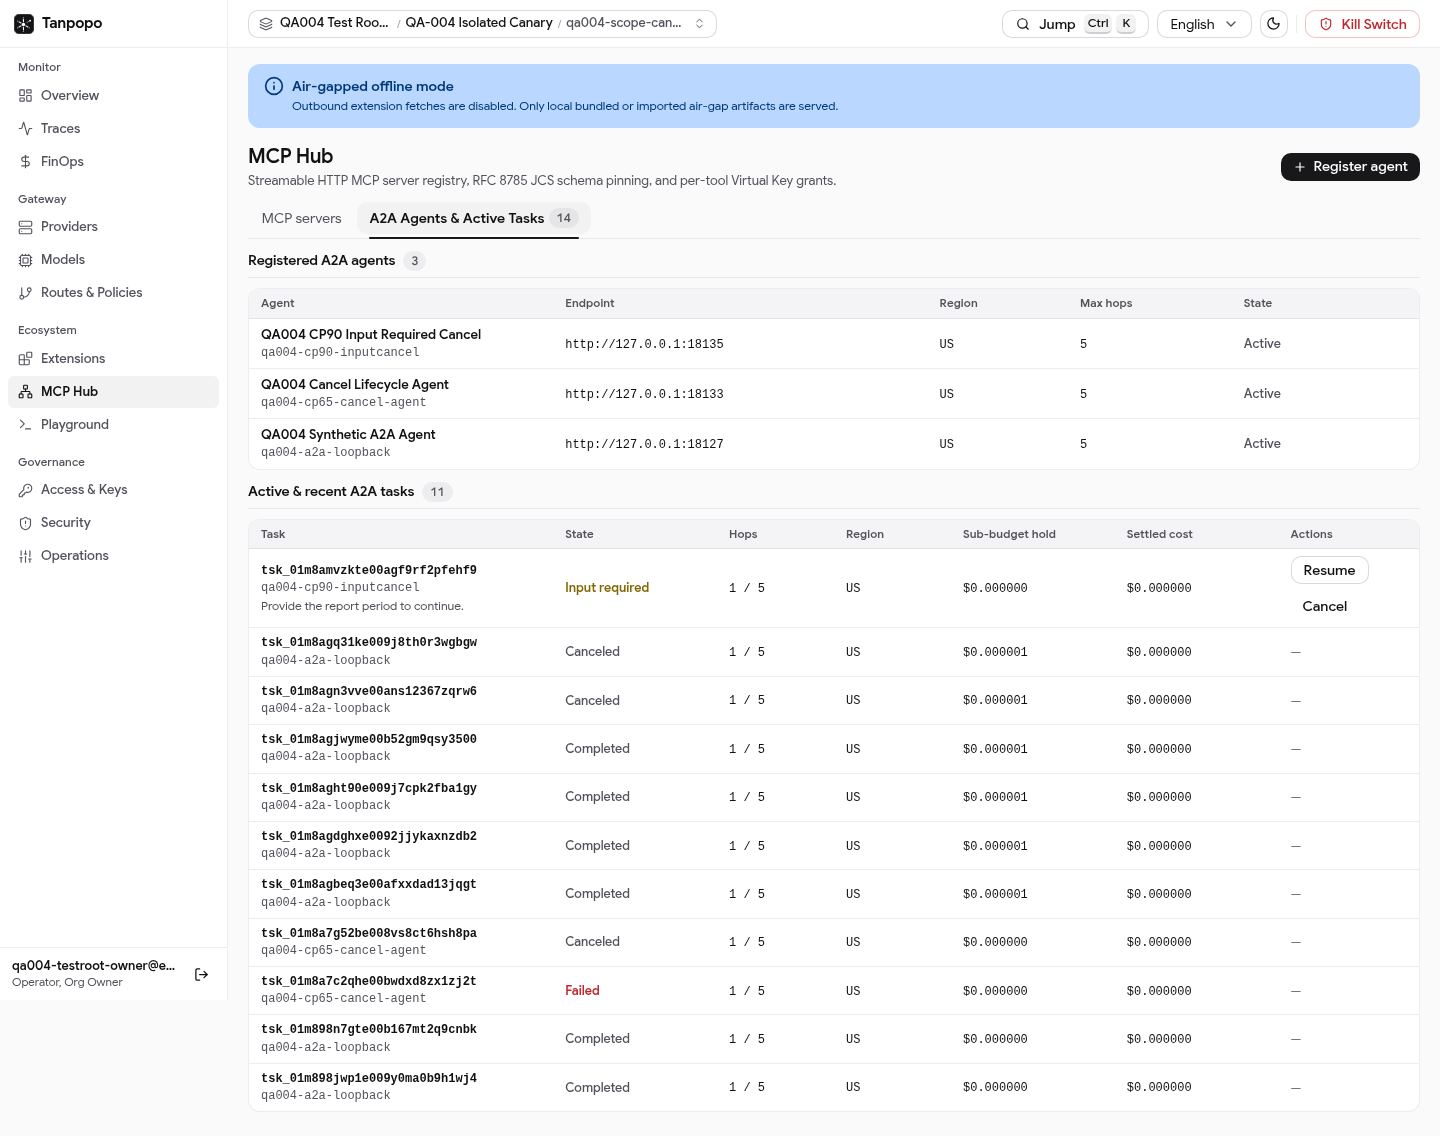 Tanpopo
QA004 Test Roo... / QA-004 Isolated Canary / qa004-scope-can...
Jump Ctrl K
English
Kill Switch
Monitor
Overview
Traces
FinOps
Gateway
Providers
Models
Routes & Policies
Ecosystem
Extensions
MCP Hub
Playground
Governance
Access & Keys
Security
Operations
qa004-testroot-owner@e...
Operator, Org Owner
Air-gapped offline mode
Outbound extension fetches are disabled. Only local bundled or imported air-gap artifacts are served.
MCP Hub
Streamable HTTP MCP server registry, RFC 8785 JCS schema pinning, and per-tool Virtual Key grants.
+ Register agent
MCP servers
A2A Agents & Active Tasks 14
Registered A2A agents 3
Agent Endpoint Region Max hops State
QA004 CP90 Input Required Cancel
qa004-cp90-inputcancel
http://127.0.0.1:18135 US 5 Active
QA004 Cancel Lifecycle Agent
qa004-cp65-cancel-agent
http://127.0.0.1:18133 US 5 Active
QA004 Synthetic A2A Agent
qa004-a2a-loopback
http://127.0.0.1:18127 US 5 Active
Active & recent A2A tasks 11
Task State Hops Region Sub-budget hold Settled cost Actions
tsk_01m8amvzkte00agf9rf2pfehf9
qa004-cp90-inputcancel
Provide the report period to continue.
Input required 1 / 5 US $0.000000 $0.000000
Resume
Cancel
tsk_01m8agq31ke009j8th0r3wgbgw
qa004-a2a-loopback
Canceled 1 / 5 US $0.000001 $0.000000 —
tsk_01m8agn3vve00ans12367zqrw6
qa004-a2a-loopback
Canceled 1 / 5 US $0.000001 $0.000000 —
tsk_01m8agjwyme00b52gm9qsy3500
qa004-a2a-loopback
Completed 1 / 5 US $0.000001 $0.000000 —
tsk_01m8aght90e009j7cpk2fba1gy
qa004-a2a-loopback
Completed 1 / 5 US $0.000001 $0.000000 —
tsk_01m8agdghxe0092jjykaxnzdb2
qa004-a2a-loopback
Completed 1 / 5 US $0.000001 $0.000000 —
tsk_01m8agbeq3e00afxxdad13jqgt
qa004-a2a-loopback
Completed 1 / 5 US $0.000001 $0.000000 —
tsk_01m8a7g52be008vs8ct6hsh8pa
qa004-cp65-cancel-agent
Canceled 1 / 5 US $0.000000 $0.000000 —
tsk_01m8a7c2qhe00bwdxd8zx1zj2t
qa004-cp65-cancel-agent
Failed 1 / 5 US $0.000000 $0.000000 —
tsk_01m898n7gte00b167mt2q9cnbk
qa004-a2a-loopback
Completed 1 / 5 US $0.000000 $0.000000 —
tsk_01m898jwp1e009y0ma0b9h1wj4
qa004-a2a-loopback
Completed 1 / 5 US $0.000000 $0.000000 —